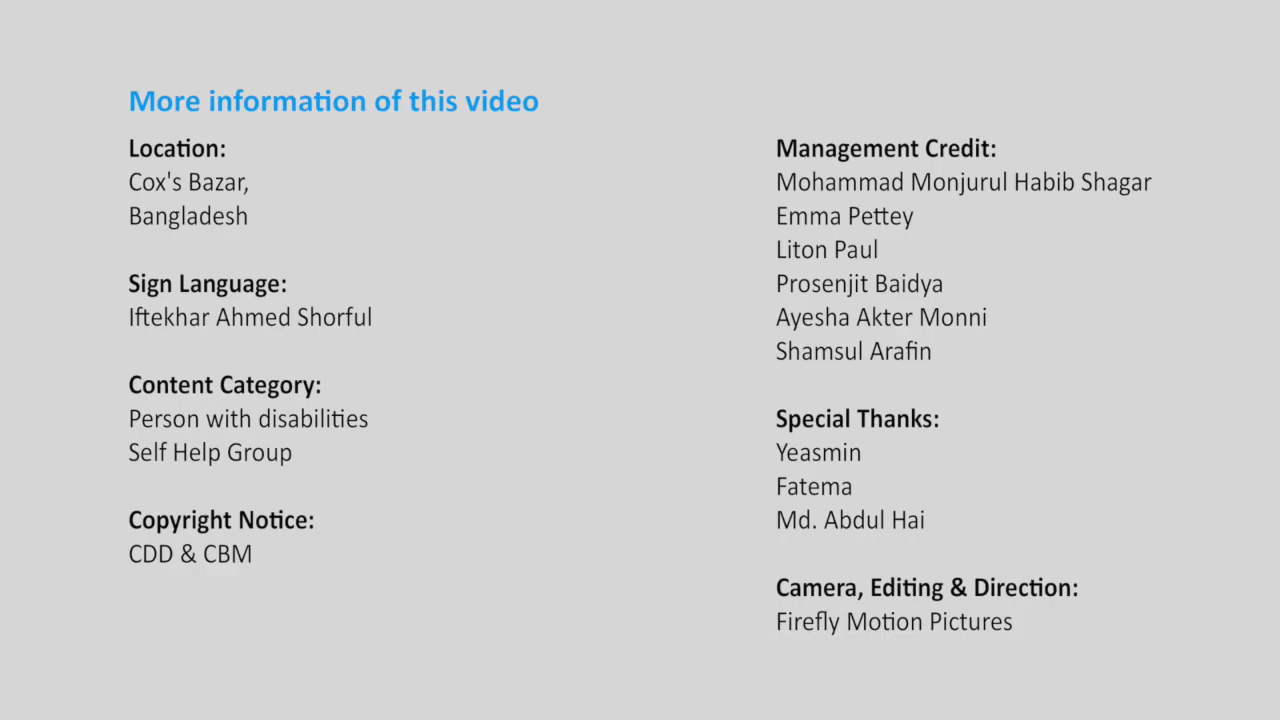 More information of this video
Location:
Cox's Bazar,
Bangladesh
Sign Language:
Iftekhar Ahmed Shorful
Content Category:
Person with disabilities
Self Help Group
Copyright Notice:
CDD & CBM
Management Credit:
Mohammad Monjurul Habib Shagar
Emma Pettey
Liton Paul
Prosenjit Baidya
Ayesha Akter Monni
Shamsul Arafin
Special Thanks:
Yeasmin
Fatema
Md. Abdul Hai
Camera, Editing & Direction:
Firefly Motion Pictures